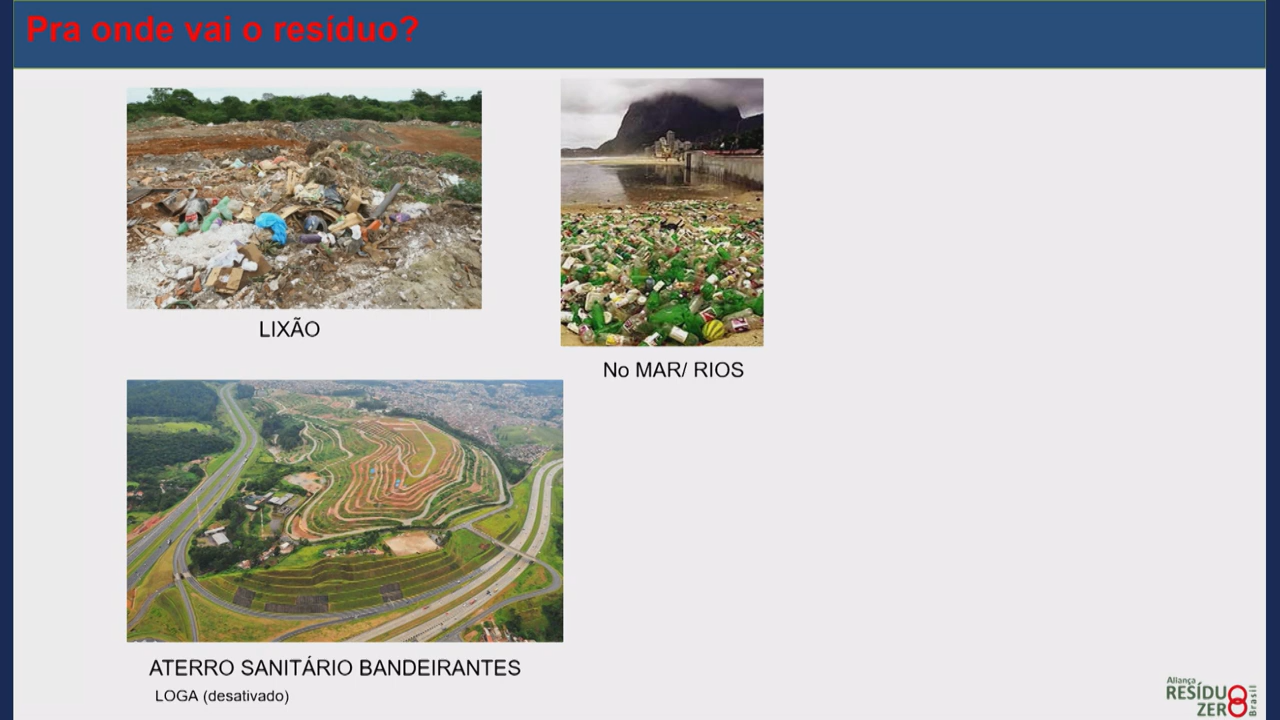 Pra onde vai o resíduo?
LIXÃO
No MAR/ RIOS
ATERRO SANITÁRIO BANDEIRANTES
LOGA (desativado)
Aliança
RESÍDUO
ZERO
Brasil